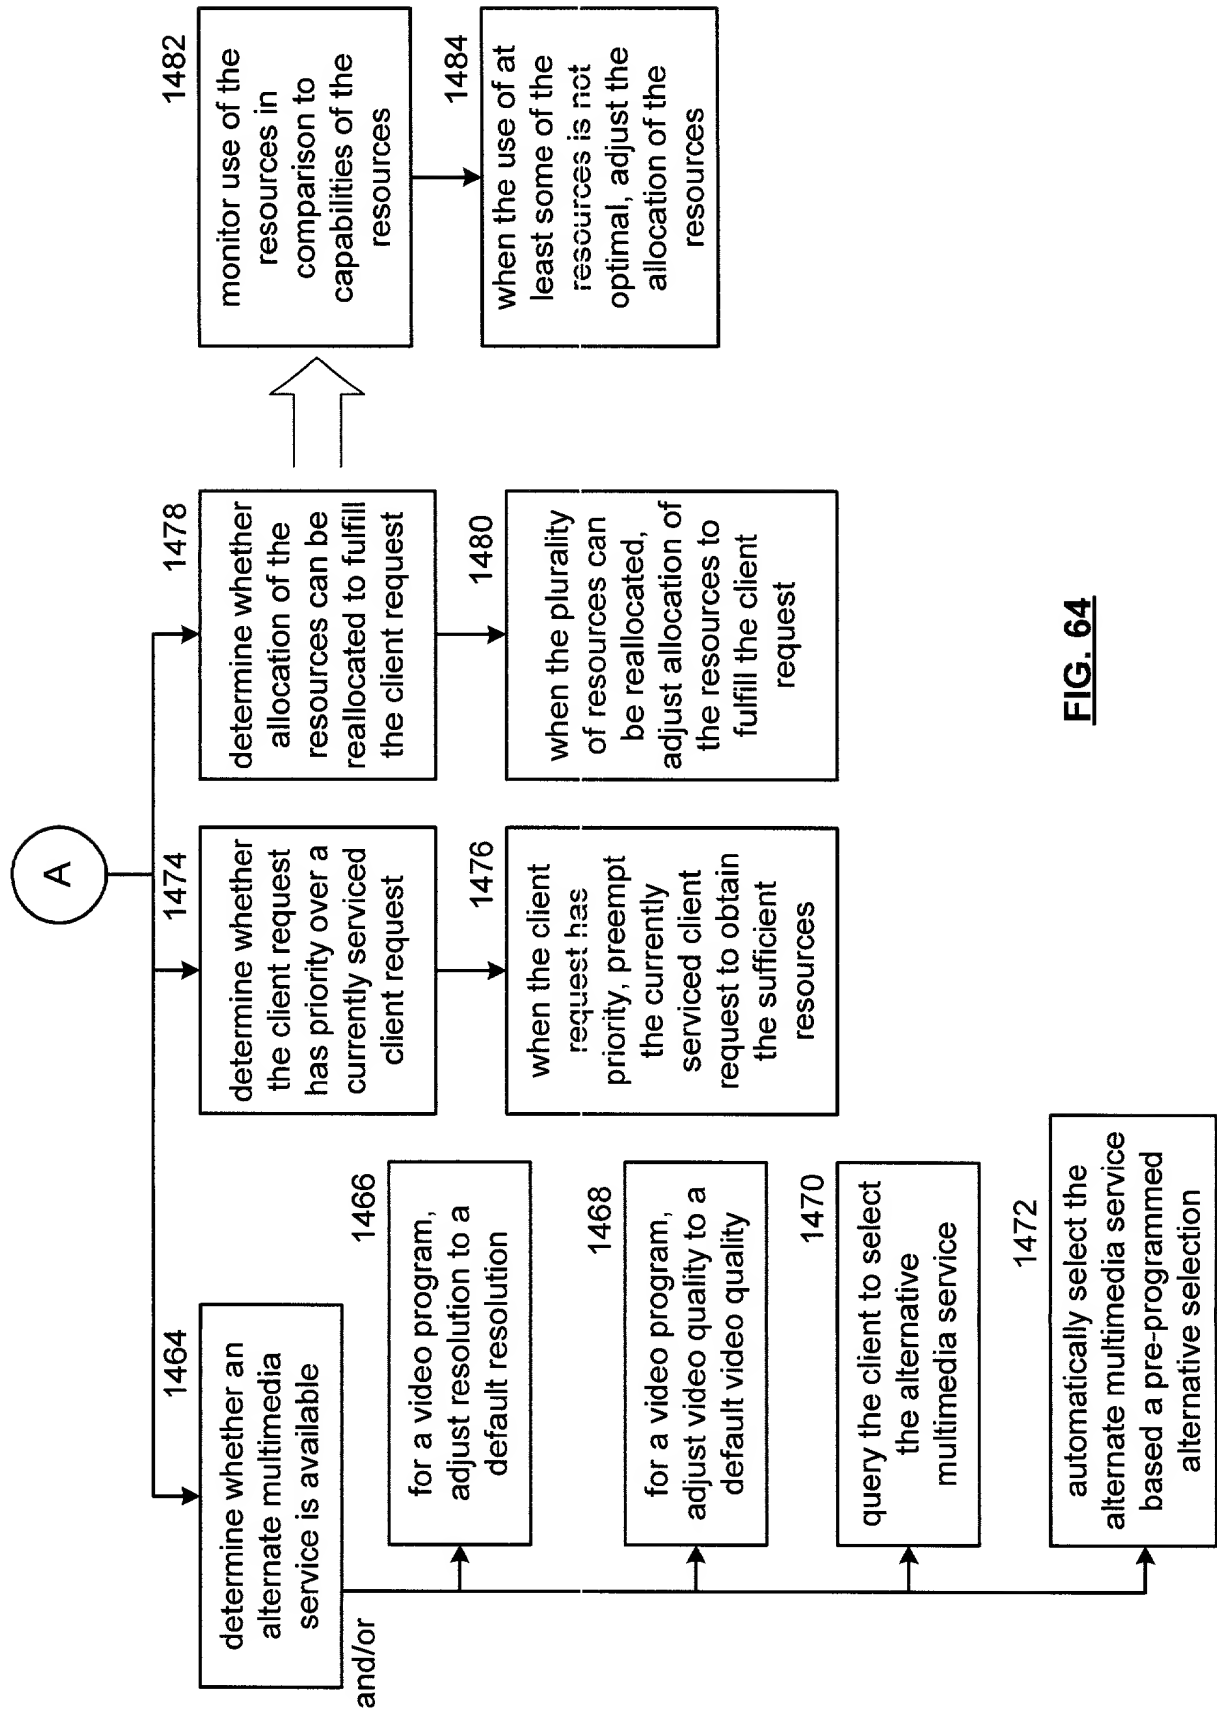 A
1464
determine whether an
alternate multimedia
service is available
and/or
1466
for a video program,
adjust resolution to a
default resolution
1468
for a video program,
adjust video quality to a
default video quality
1470
query the client to select
the alternative
multimedia service
1472
automatically select the
alternate multimedia service
based a pre-programmed
alternative selection
1474
determine whether
the client request
has priority over a
currently serviced
client request
1476
when the client
request has
priority, preempt
the currently
serviced client
request to obtain
the sufficient
resources
1478
determine whether
allocation of the
resources can be
reallocated to fulfill
the client request
1480
when the plurality
of resources can
be reallocated,
adjust allocation of
the resources to
fulfill the client
request
1482
monitor use of the
resources in
comparison to
capabilities of the
resources
1484
when the use of at
least some of the
resources is not
optimal, adjust the
allocation of the
resources
FIG. 64